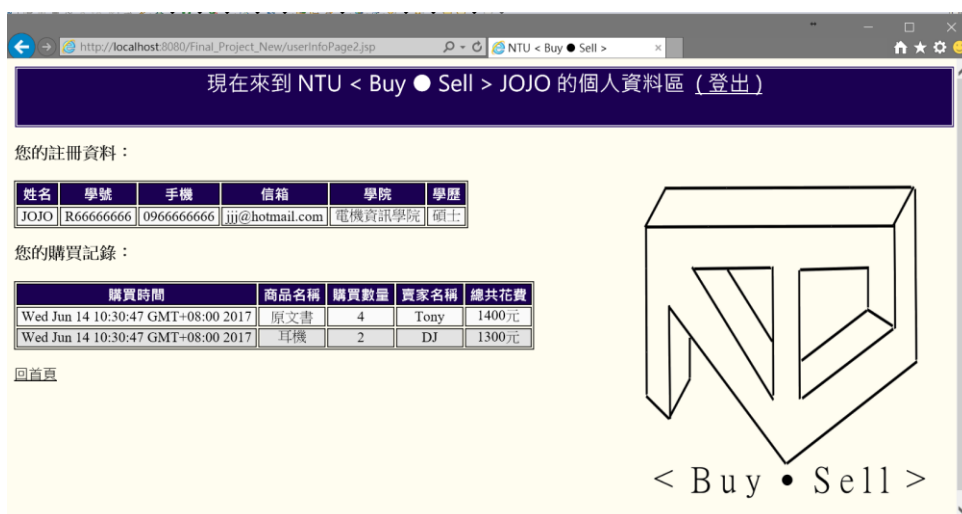 http://localhost:8080/Final_Project_New/userInfoPage2.jsp
NTU < Buy ● Sell >
現在來到 NTU < Buy ● Sell > JOJO 的個人資料區 (登出)
您的註冊資料：
姓名 學號 手機 信箱 學院 學歷
JOJO R66666666 0966666666 jjj@hotmail.com 電機資訊學院 碩士
您的購買記錄：
購買時間 商品名稱 購買數量 賣家名稱 總共花費
Wed Jun 14 10:30:47 GMT+08:00 2017 原文書 4 Tony 1400元
Wed Jun 14 10:30:47 GMT+08:00 2017 耳機 2 DJ 1300元
回首頁
< Buy • Sell >